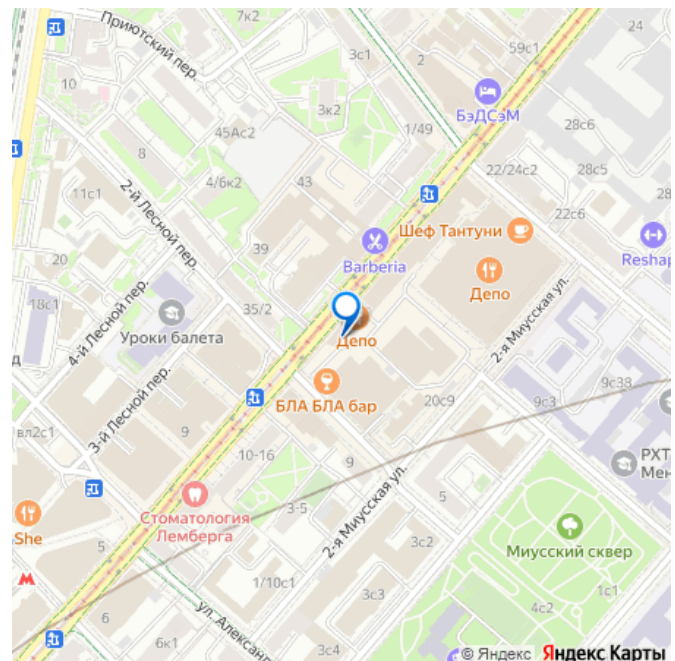 7к2
24
Приютский пер.
59с1
3с1
2
10
3к2
БэДСэМ
28с6
45Ас2
1/49
8
22/24с2
28с5
4/6к2
43
11с1
2-й Лесной пер.
22с6
Шеф Тантуни
39
Barberia
Reshap
Депо
18с1
35/2
4-й Лесной пер.
Уроки балета
Депо
2-я Миусская ул.
д
БЛА БЛА бар
20с9
9с38
9с3
3-й Лесной пер.
вл2с1
9
10-16
9
РХТ
Мен
5
Стоматология
Лемберга
3-5
2-я Миусская ул.
She
5
3с2
Миусский сквер
1/10с1
1с1
3с3
6
4с2
6к1
ул. Александ
3с
© Яндекс Яндекс Карты